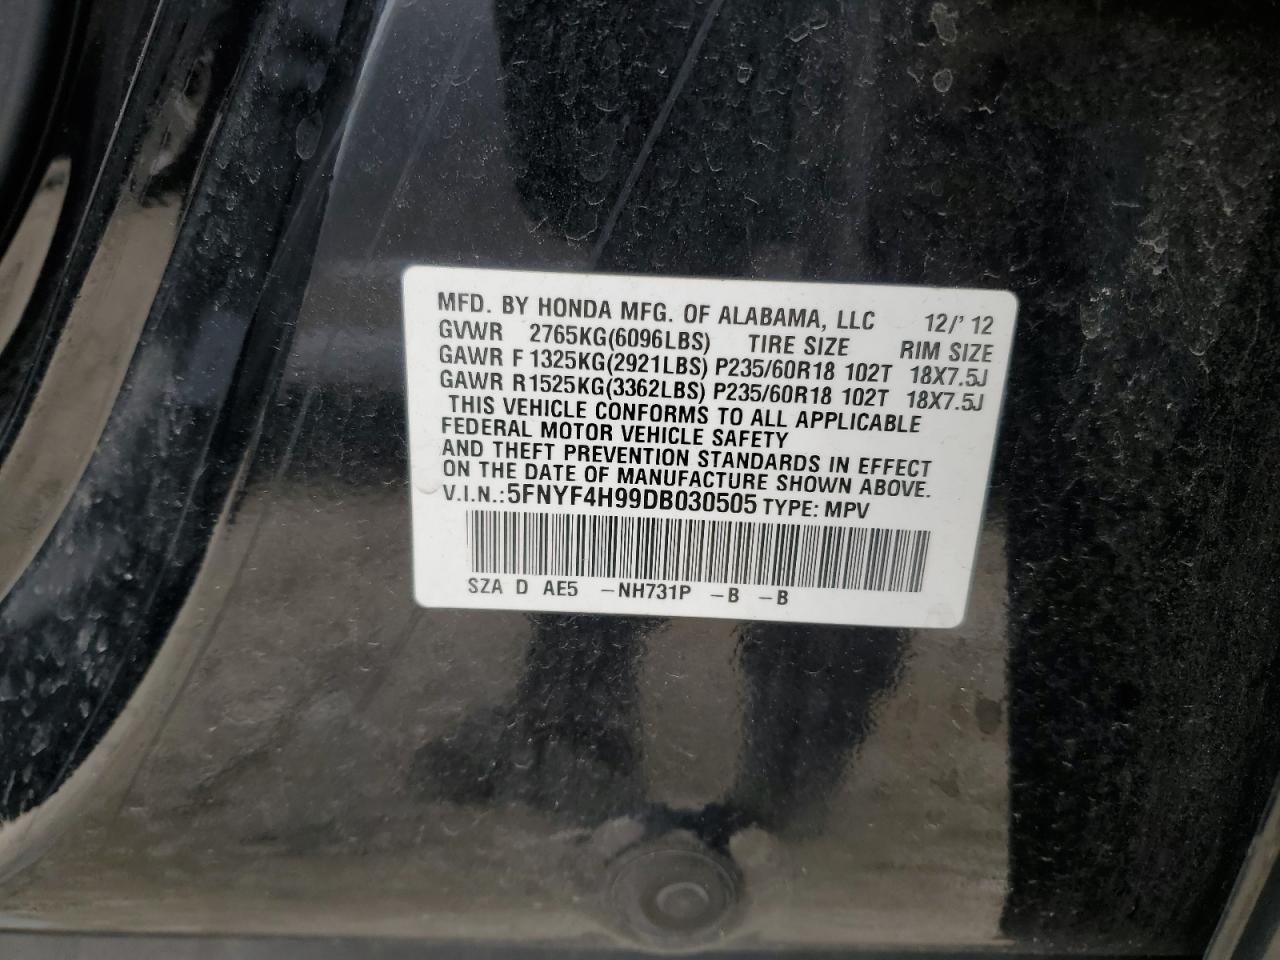 MFD. BY HONDA MFG. OF ALABAMA, LLC 12/' 12
GVWR 2765KG(6096LBS) TIRE SIZE RIM SIZE
GAWR F 1325KG(2921LBS) P235/60R18 102T 18X7.5J
GAWR R1525KG(3362LBS) P235/60R18 102T 18X7.5J
THIS VEHICLE CONFORMS TO ALL APPLICABLE
FEDERAL MOTOR VEHICLE SAFETY
AND THEFT PREVENTION STANDARDS IN EFFECT
ON THE DATE OF MANUFACTURE SHOWN ABOVE.
V.I.N.:5FNYF4H99DB030505 TYPE: MPV
SZA D AE5 -NH731P -B -B